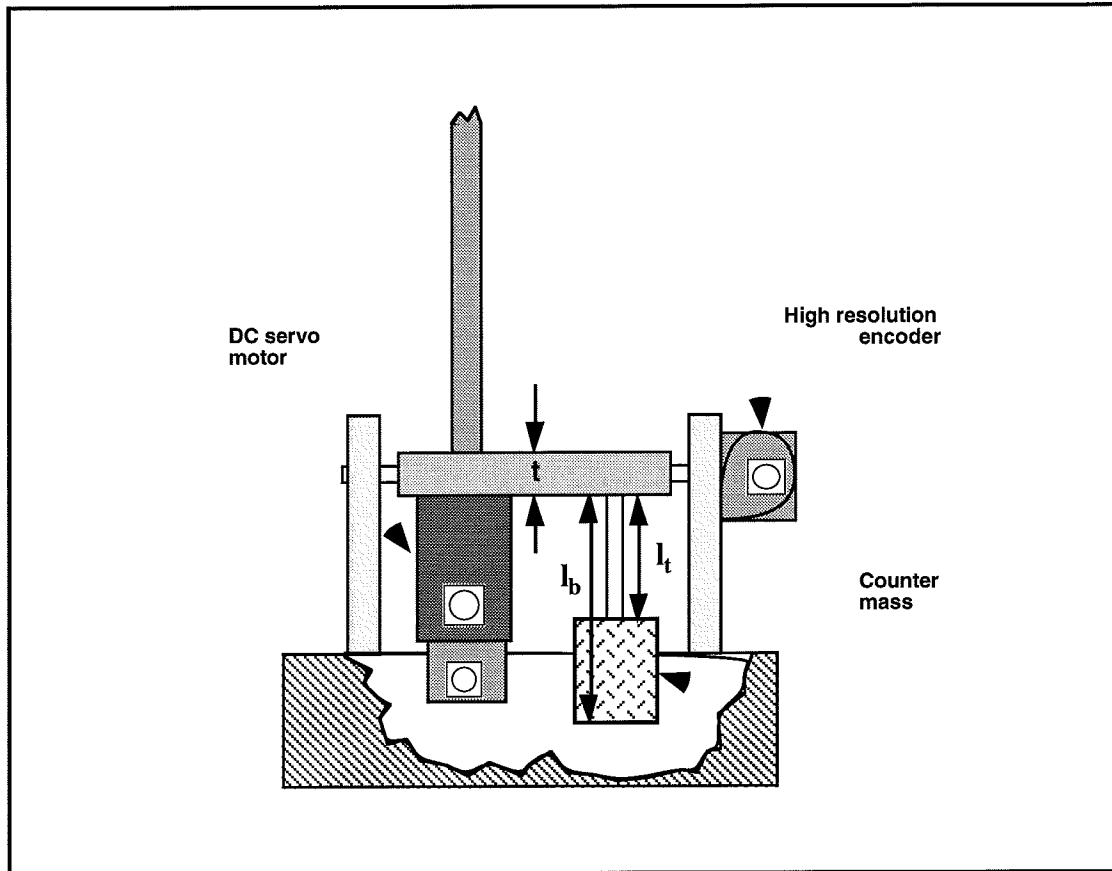 High resolution
encoder
DC servo
motor
t
l_t
l_b
Counter
mass